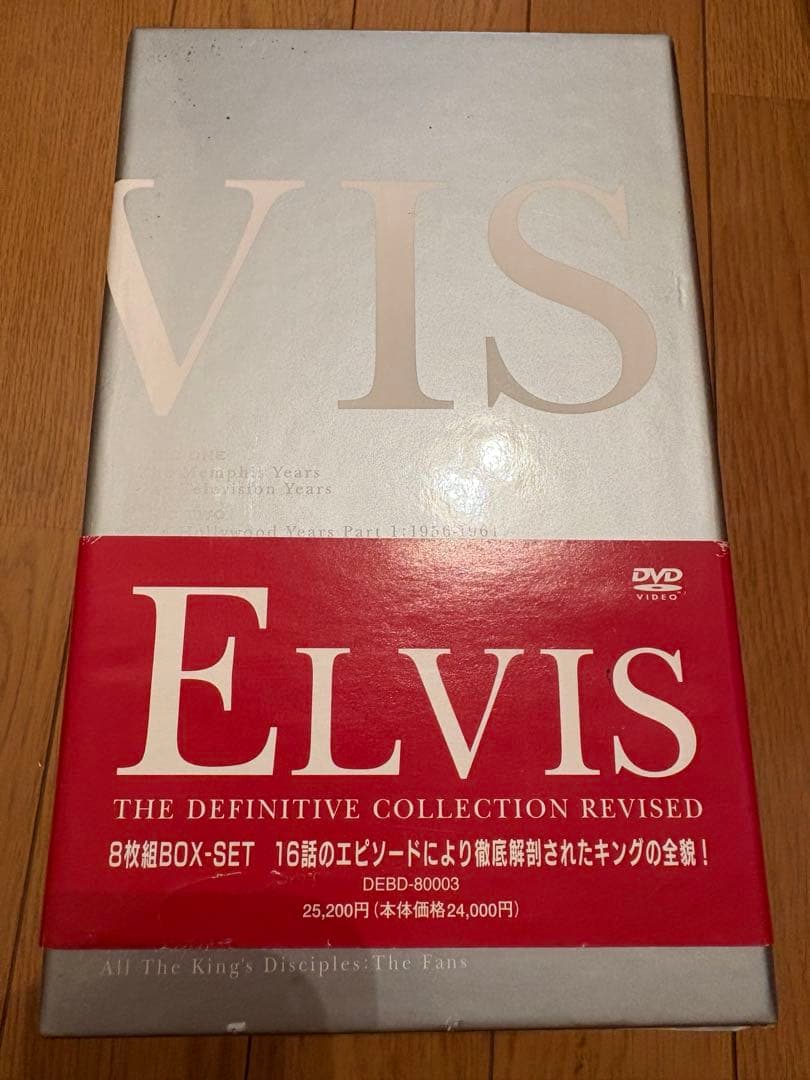 VIS
ONE
Memphis Years
Television Years
Hollywood Years Part 1:1956-1961
DVD
VIDEO
ELVIS
THE DEFINITIVE COLLECTION REVISED
8枚組BOX-SET 16話のエピソードにより徹底解剖されたキングの全貌!
DEBD-80003
25,200円(本体価格24,000円)
All The King's Disciples:The Fans